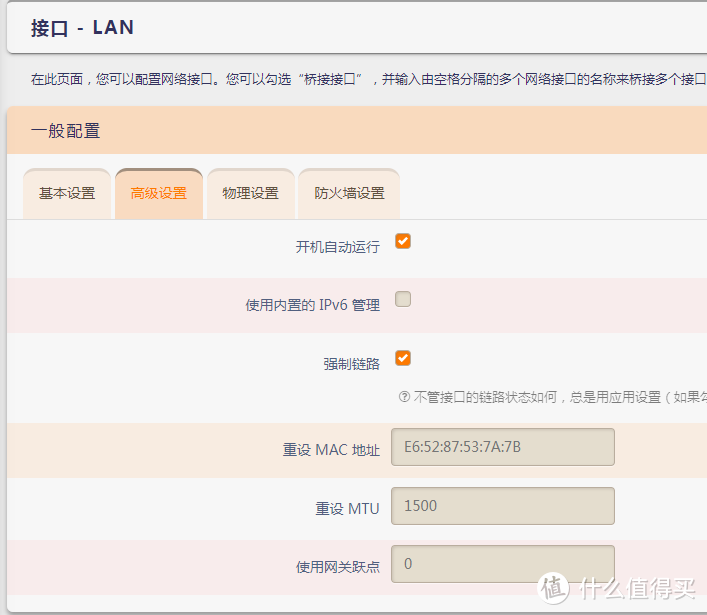 接口 - LAN
在此页面，您可以配置网络接口。您可以勾选“桥接接口”，并输入由空格分隔的多个网络接口的名称来桥接多个接口
一般配置
基本设置 高级设置 物理设置 防火墙设置
开机自动运行
使用内置的 IPv6 管理
强制链路
不管接口的链路状态如何，总是用应用设置（如果勾
重设 MAC 地址 E6:52:87:53:7A:7B
重设 MTU 1500
使用网关跃点 0
值 什么值得买